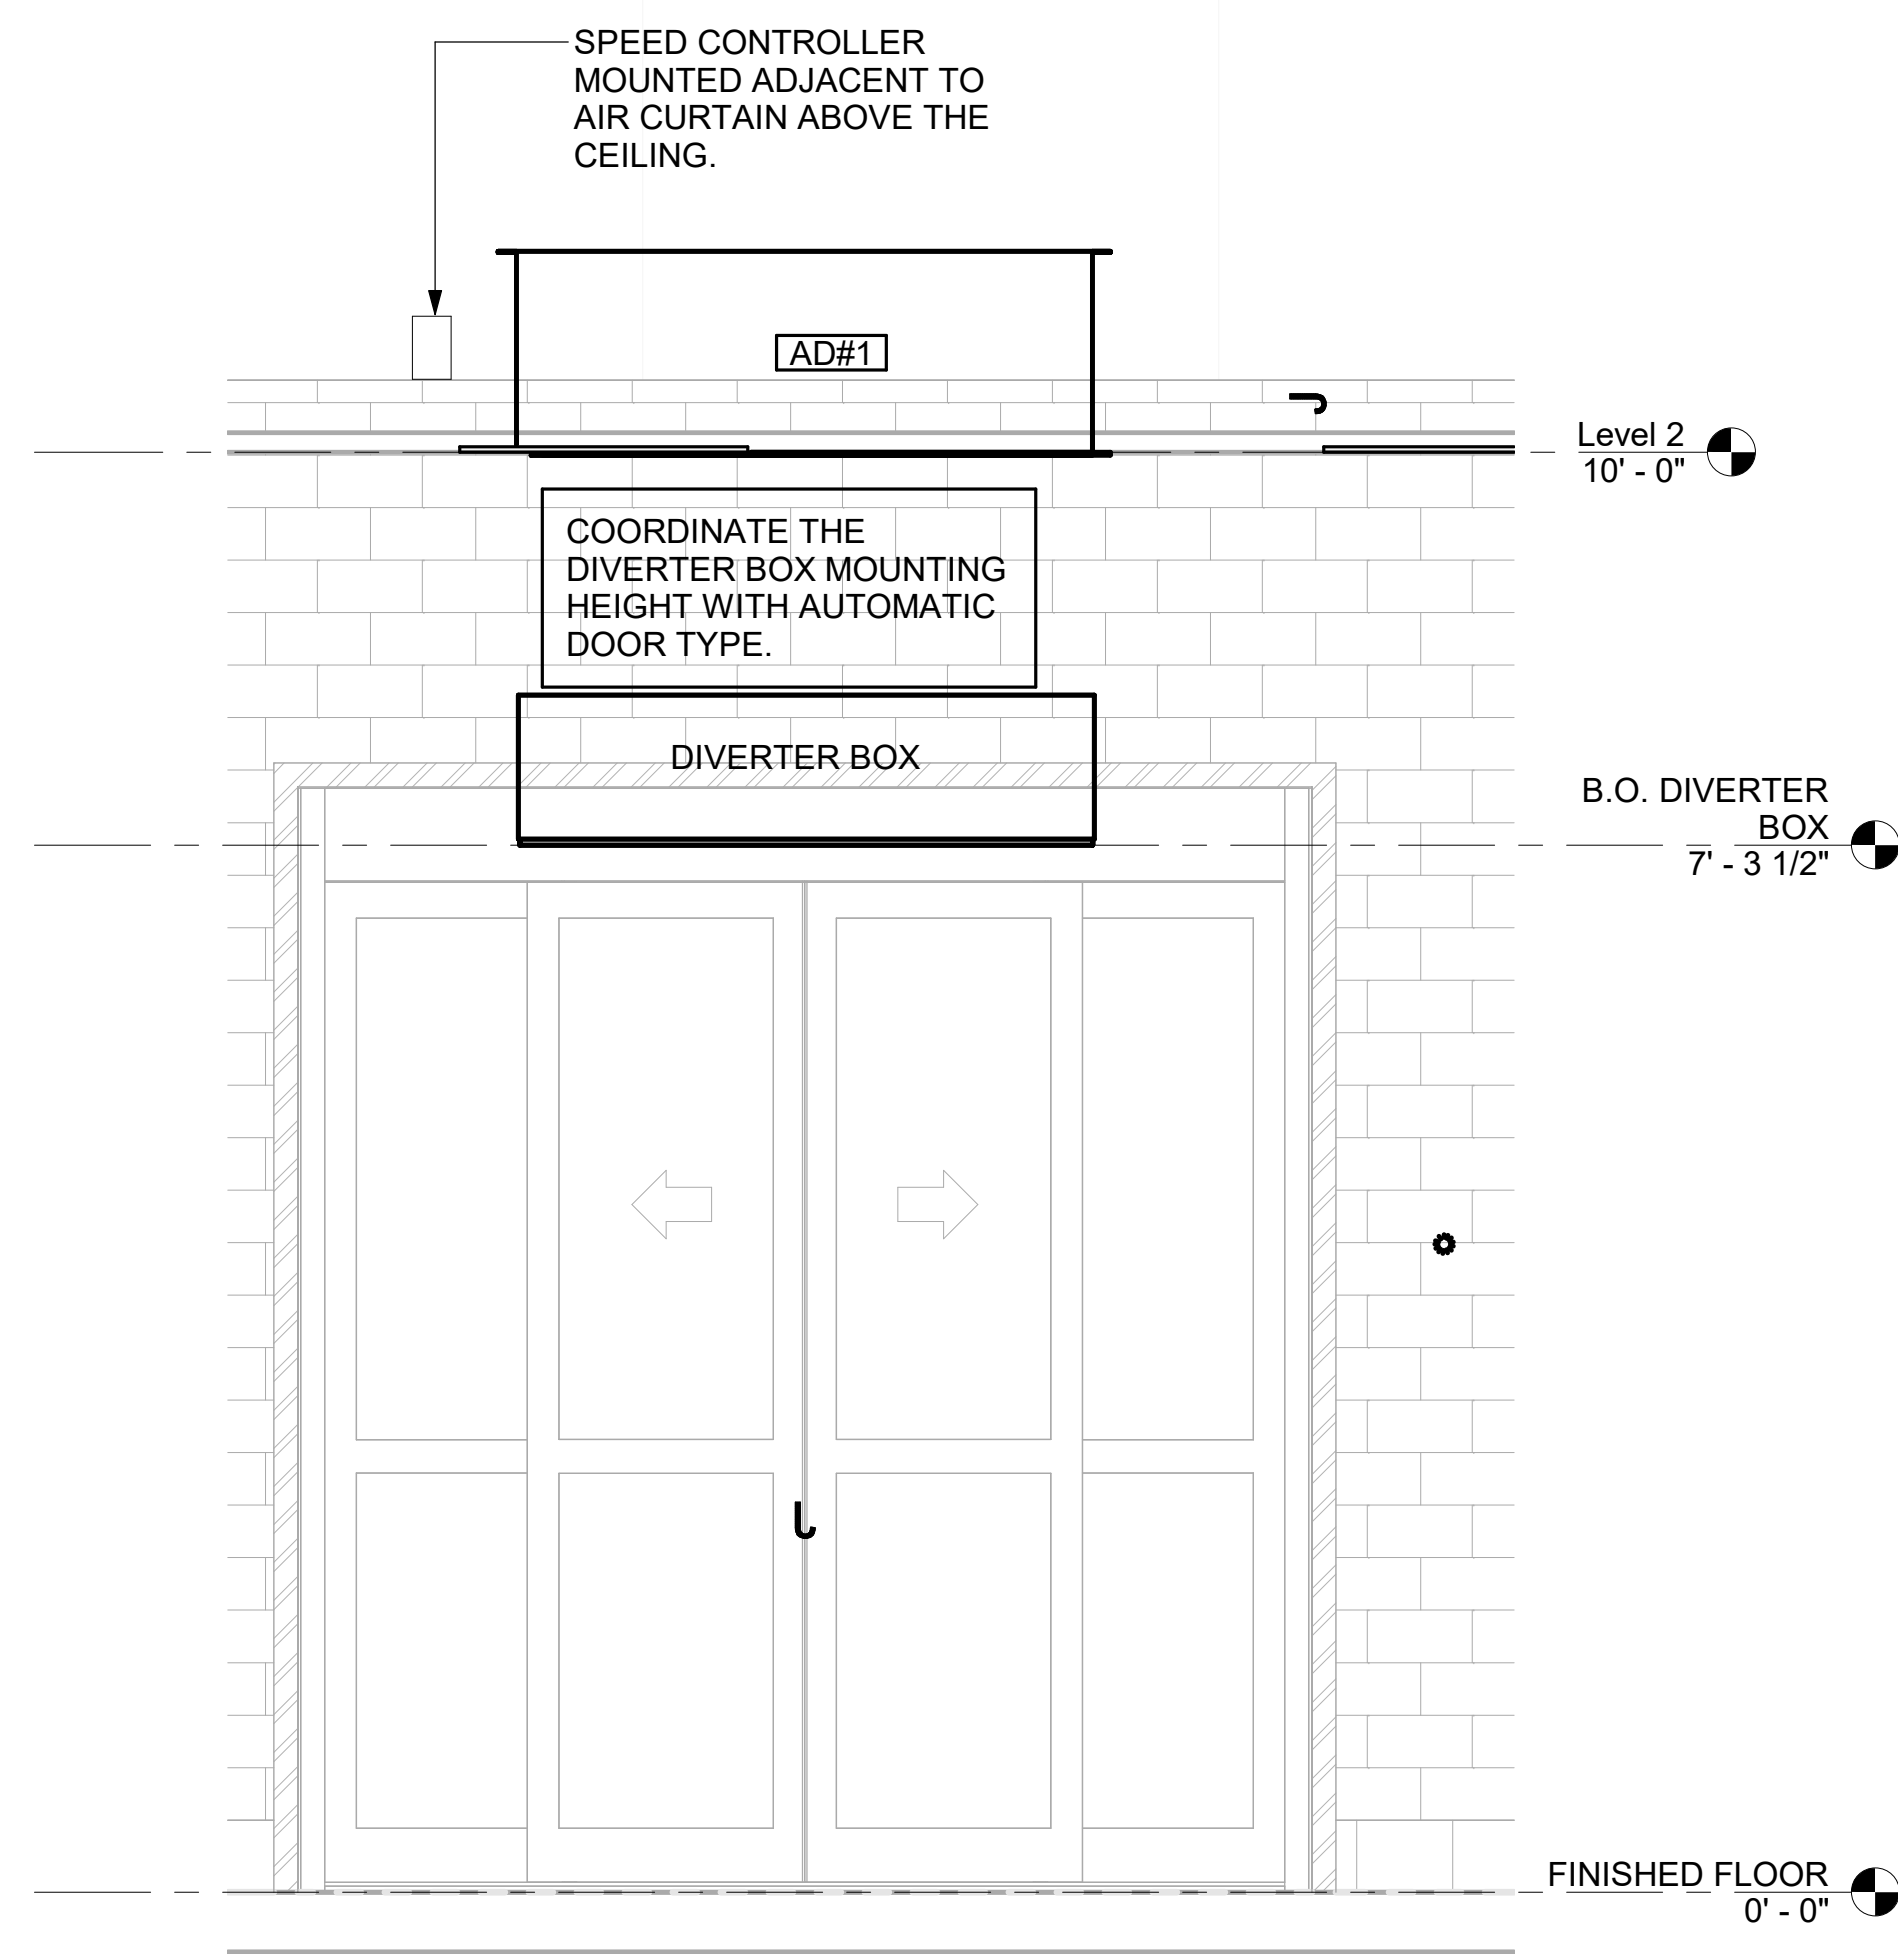 SPEED CONTROLLER
MOUNTED ADJACENT TO
AIR CURTAIN ABOVE THE
CEILING.
AD#1
Level 2
10' - 0"
COORDINATE THE
DIVERTER BOX MOUNTING
HEIGHT WITH AUTOMATIC
DOOR TYPE.
DIVERTER BOX
B.O. DIVERTER
BOX
7' - 3 1/2"
FINISHED FLOOR
0' - 0"